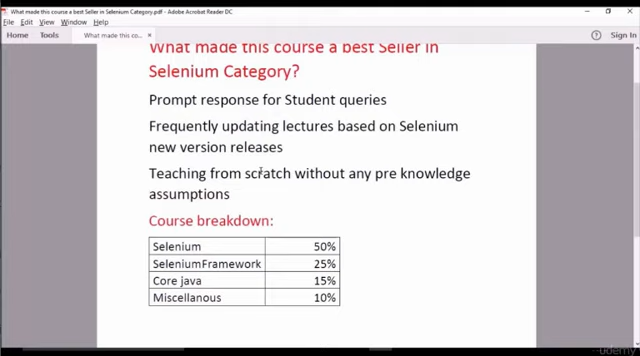 What made this course a best Seller in Selenium Category.pdf - Adobe Acrobat Reader DC
File Edit View Window Help
Home Tools What made this co... × ? Sign In
What made this course a best Seller in
Selenium Category?
Prompt response for Student queries
Frequently updating lectures based on Selenium
new version releases
Teaching from scratch without any pre knowledge
assumptions
Course breakdown:
Selenium 50%
SeleniumFramework 25%
Core java 15%
Miscellanous 10%
udemy